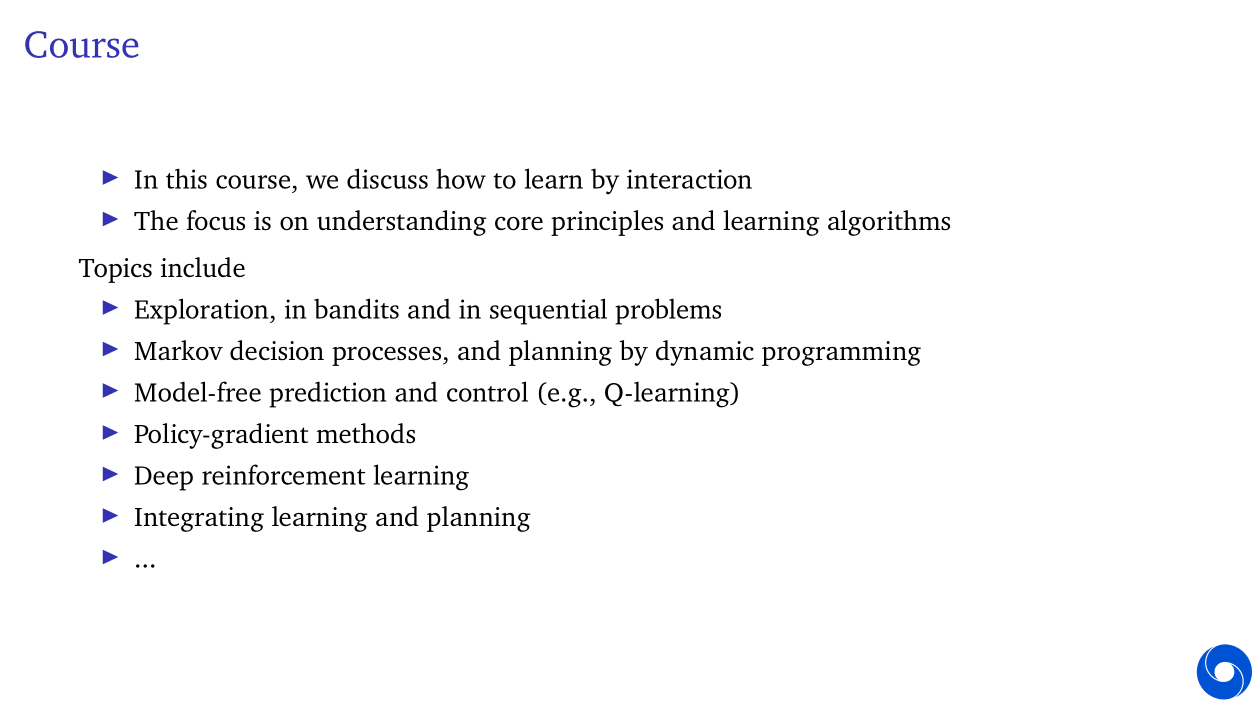 Course
▶ In this course, we discuss how to learn by interaction
▶ The focus is on understanding core principles and learning algorithms
Topics include
▶ Exploration, in bandits and in sequential problems
▶ Markov decision processes, and planning by dynamic programming
▶ Model-free prediction and control (e.g., Q-learning)
▶ Policy-gradient methods
▶ Deep reinforcement learning
▶ Integrating learning and planning
▶ ...